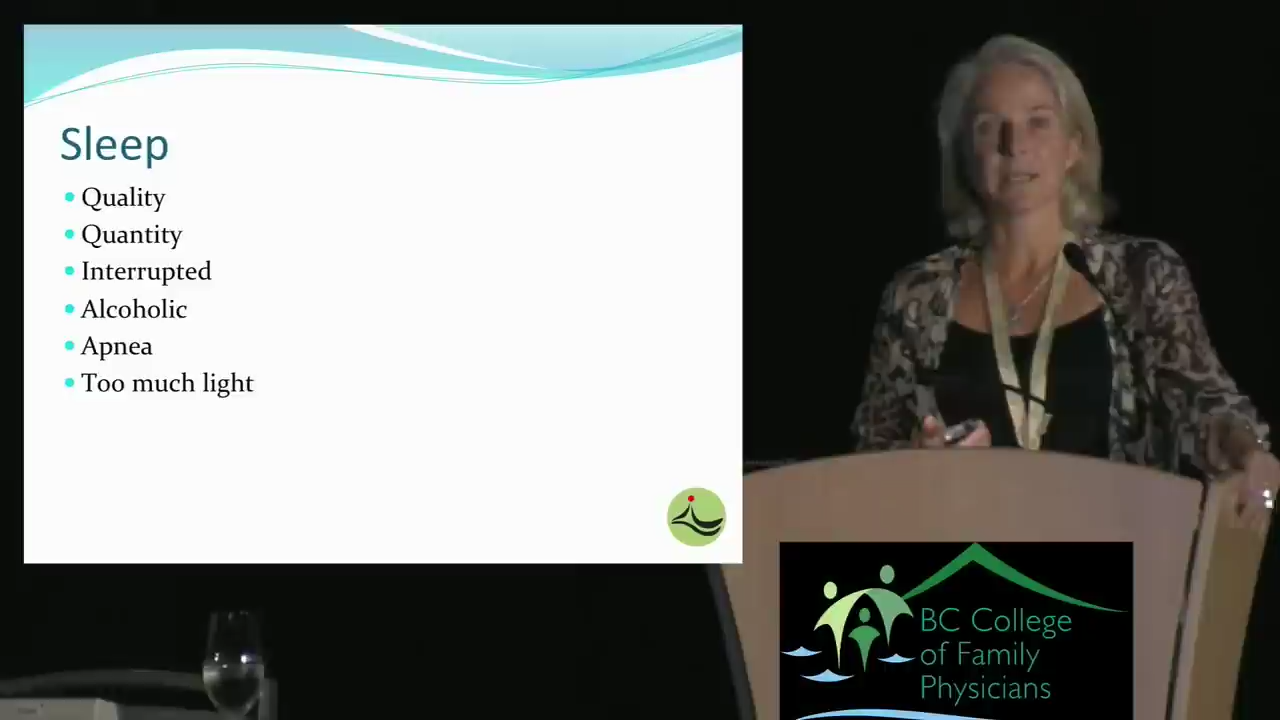 Sleep
Quality
Quantity
Interrupted
Alcoholic
Apnea
Too much light
BC College
of Family
Physicians